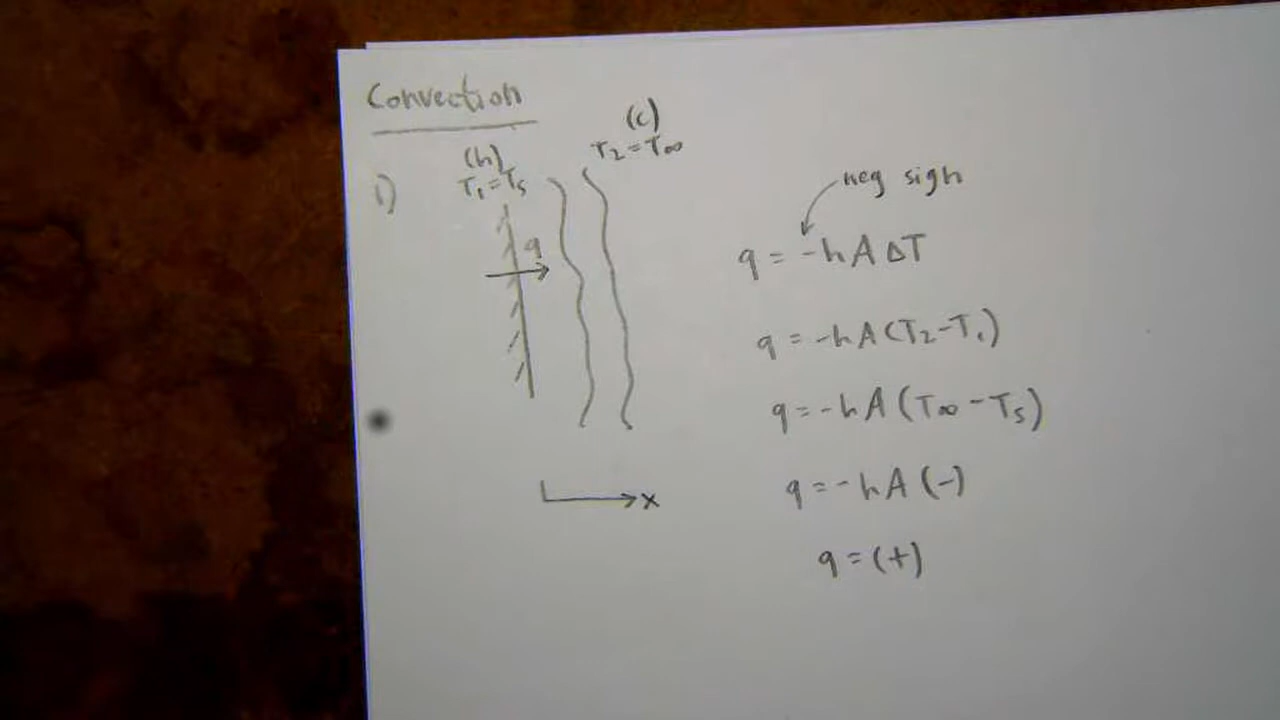 Convection
1)
(h)
T₁=Ts
(c)
T₂=T∞
q
x
neg sign
q = -hAΔT
q = -hA(T₂-T₁)
q = -hA(T∞-Ts)
q = -hA(-)
q = (+)